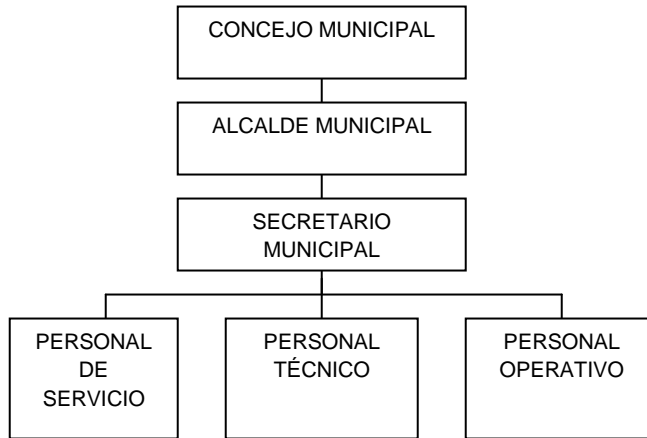 CONCEJO MUNICIPAL
ALCALDE MUNICIPAL
SECRETARIO
MUNICIPAL
PERSONAL
DE
SERVICIO
PERSONAL
TÉCNICO
PERSONAL
OPERATIVO